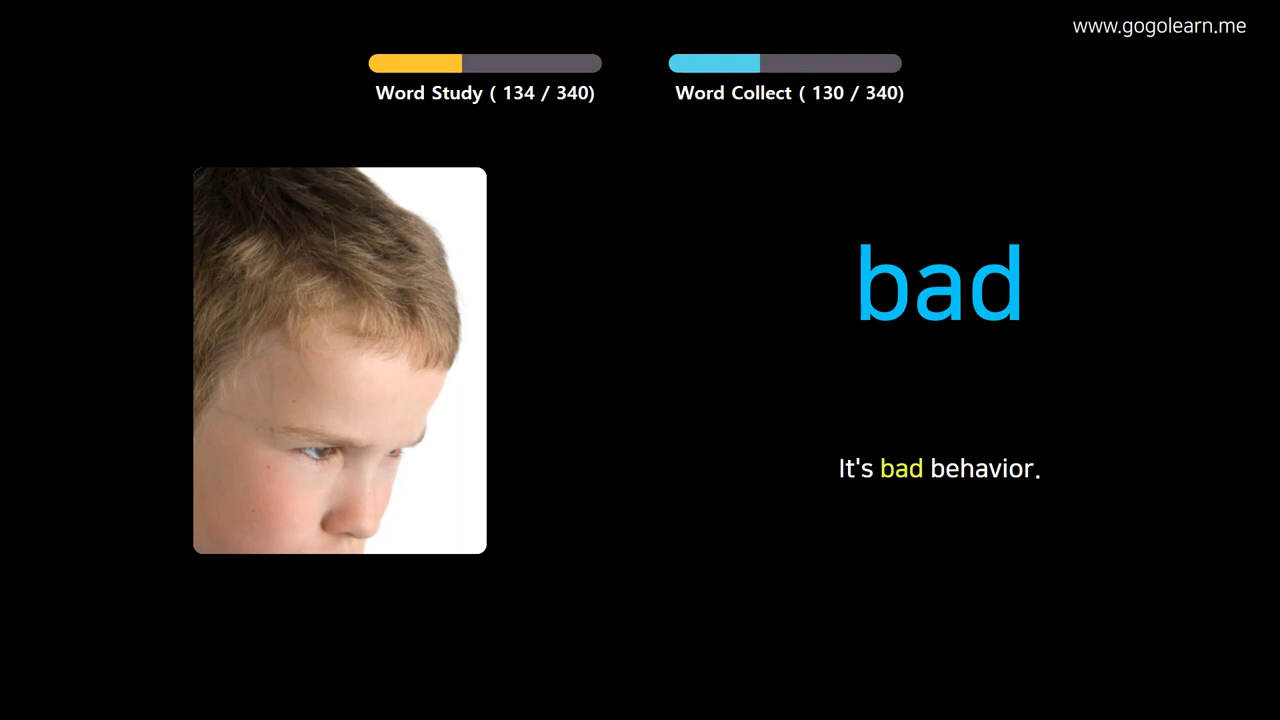 www.gogolearn.me
Word Study ( 134 / 340)
Word Collect ( 130 / 340)
bad
It's bad behavior.